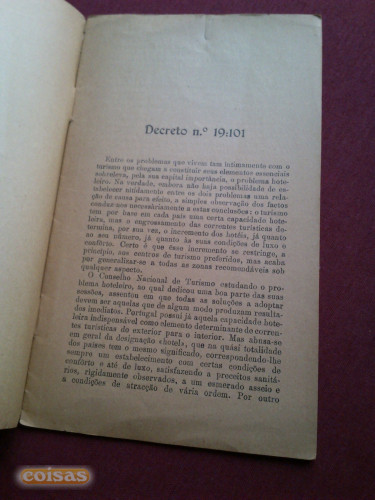 Decreto n.º 19:101
Entre os problemas que vivem tam intimamente com o
turismo que chegam a constituir seus elementos essenciais
sobreleva, pela sua capital importância, o problema hote-
leiro. Na verdade, embora não haja possibilidade de es-
tabelecer nitidamente entre os dois problemas uma rela-
ção de causa para efeito, a simples observação dos factos
conduz-nos necessàriamente a estas conclusões: o turismo
tem por base em cada país uma certa capacidade hote-
leira, mas o engrossamento das correntes turísticas de-
termina, por sua vez, o incremento dos hotéis, já quanto
ao seu número, já quanto às suas condições de luxo e
confôrto. Certo é que êsse incremento se restringe, a
princípio, aos centros de turismo preferidos, mas acaba
por generalizar-se a todas as zonas recomendáveis sob
qualquer aspecto.
O Conselho Nacional de Turismo estudando o pro-
blema hoteleiro, ao qual dedicou uma boa parte das suas
sessões, assentou em que todas as soluções a adoptar
devem ser aquelas que de algum modo produzam resulta-
dos imediatos. Portugal possui já aquela capacidade hote-
leira indispensável como elemento determinante de corren-
tes turísticas do exterior para o interior. Mas abusa-se
em geral da designação «hotel», que na quási totalidade
dos países tem o mesmo significado, correspondendo-lhe
sempre um estabelecimento com certas condições de
confôrto e até de luxo, satisfazendo a preceitos sanitá-
rios, rìgidamente observados, a um esmerado asseio e
a condições de atracção de vária ordem. Por outro
coisas